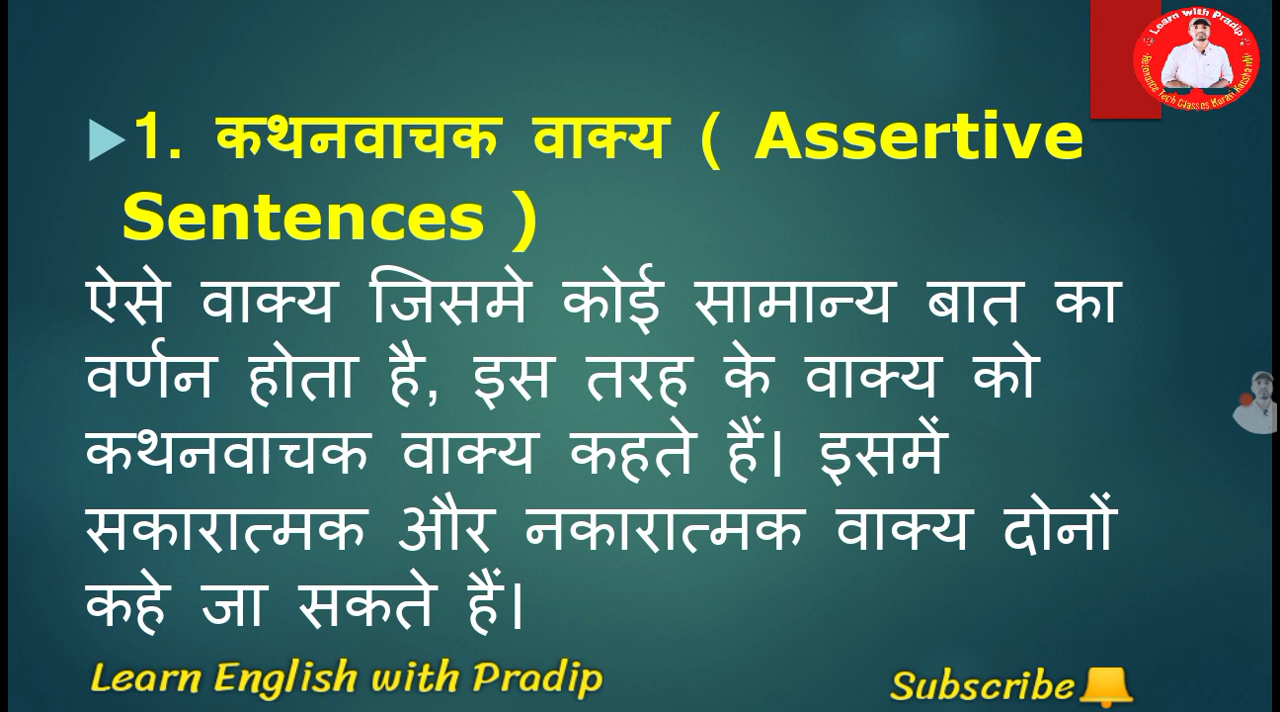 Learn with Pradip
1. कथनवाचक वाक्य ( Assertive
Sentences )
ऐसे वाक्य जिसमे कोई सामान्य बात का
वर्णन होता है, इस तरह के वाक्य को
कथनवाचक वाक्य कहते हैं। इसमें
सकारात्मक और नकारात्मक वाक्य दोनों
कहे जा सकते हैं।
Learn English with Pradip
Subscribe